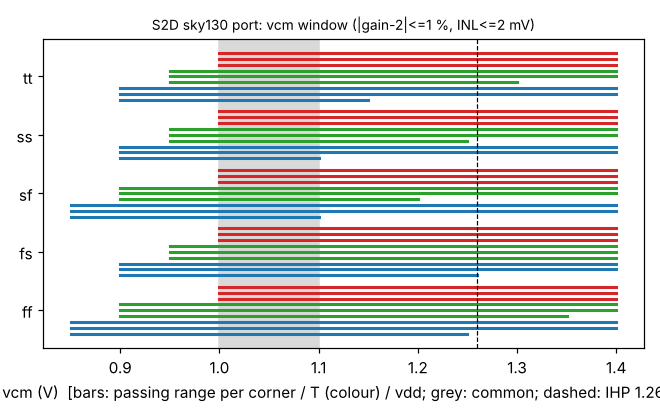 S2D sky130 port: vcm window (|gain-2|<=1 %, INL<=2 mV)
tt
ss
sf
fs
ff
0.9 1.0 1.1 1.2 1.3 1.4
vcm (V) [bars: passing range per corner / T (colour) / vdd; grey: common; dashed: IHP 1.26